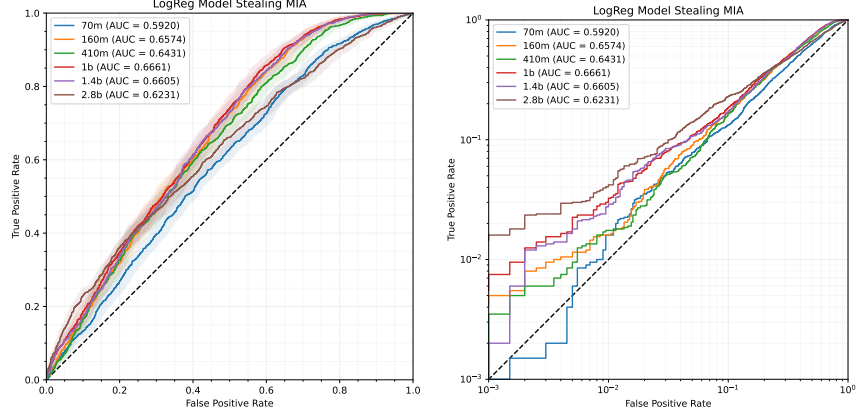 LogReg Model Stealing MIA
1.0
0.8
0.6
0.4
0.2
0.0
True Positive Rate
70m (AUC = 0.5920)
160m (AUC = 0.6574)
410m (AUC = 0.6431)
1b (AUC = 0.6661)
1.4b (AUC = 0.6605)
2.8b (AUC = 0.6231)
0.0 0.2 0.4 0.6 0.8 1.0
False Positive Rate
LogReg Model Stealing MIA
10⁰
10⁻¹
10⁻²
10⁻³
True Positive Rate
70m (AUC = 0.5920)
160m (AUC = 0.6574)
410m (AUC = 0.6431)
1b (AUC = 0.6661)
1.4b (AUC = 0.6605)
2.8b (AUC = 0.6231)
10⁻³ 10⁻² 10⁻¹ 10⁰
False Positive Rate